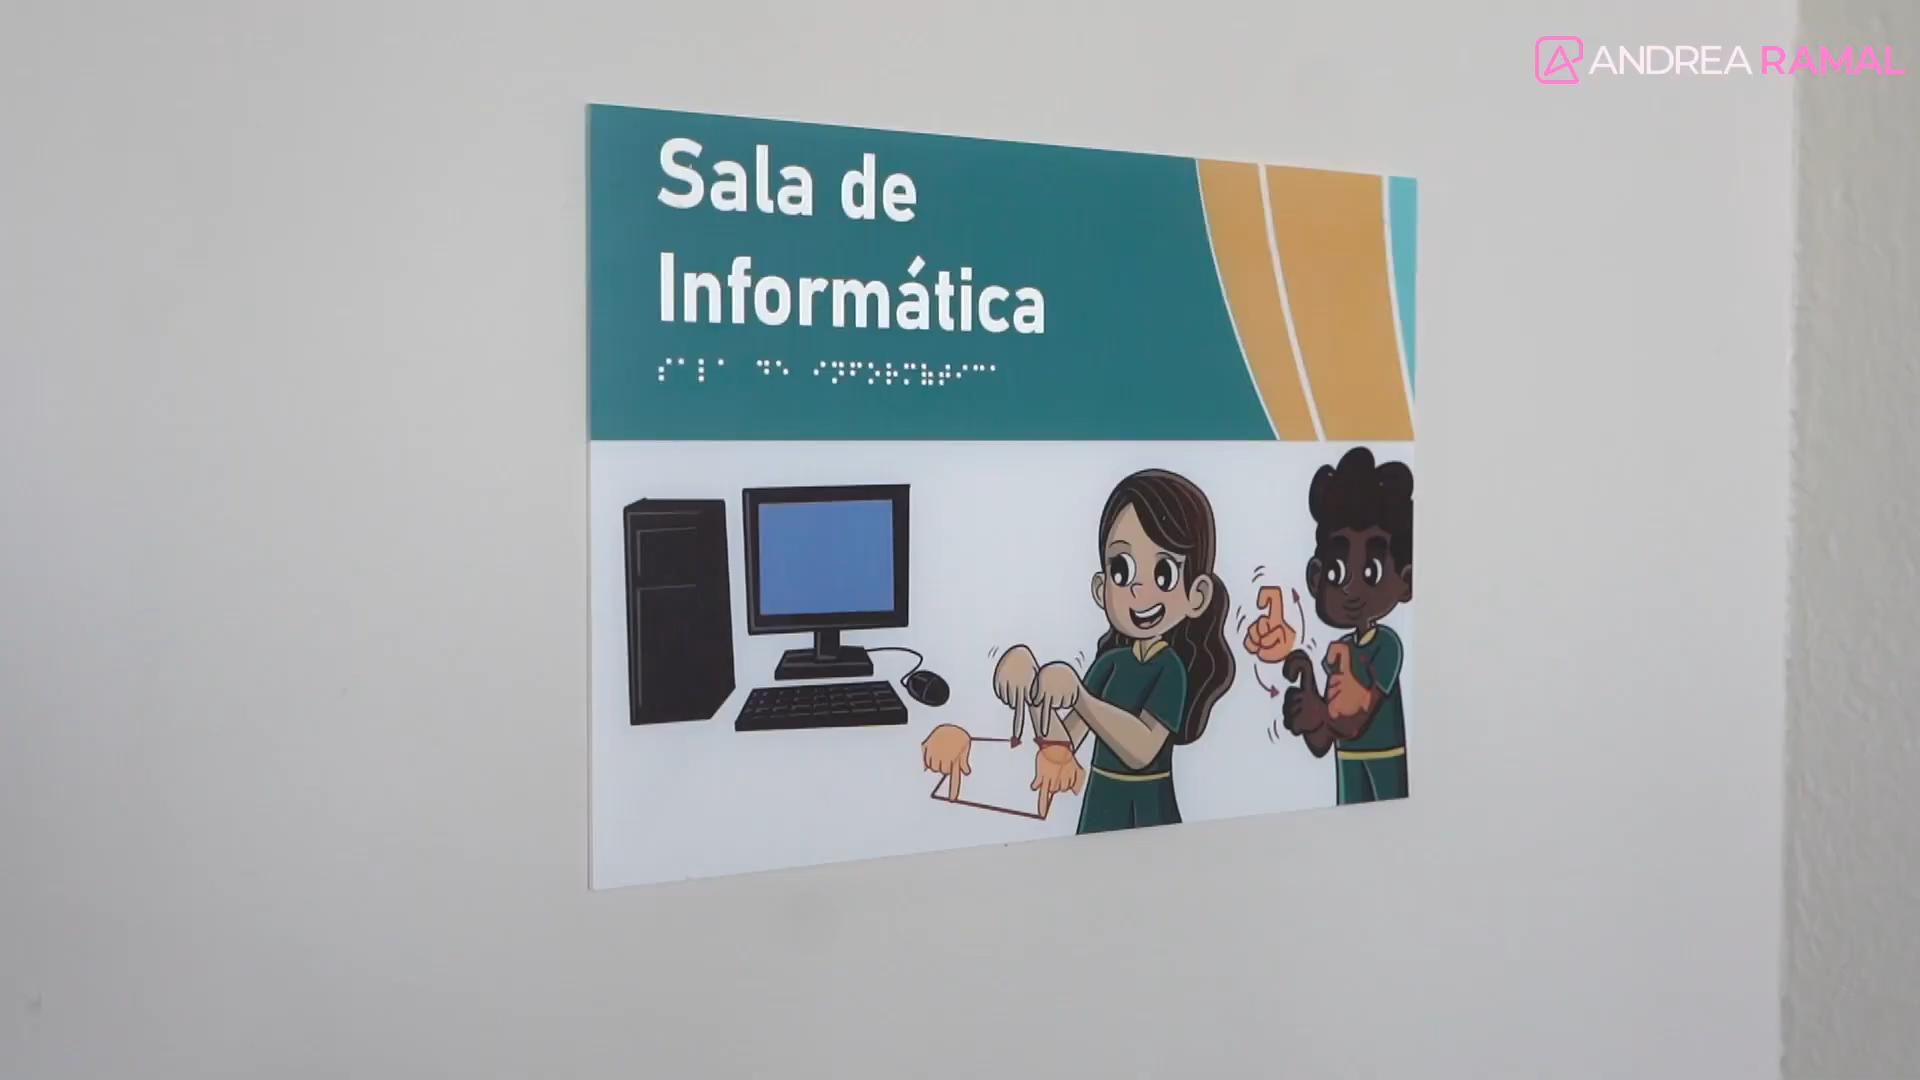 ANDREA RAMAL
Sala de
Informática
⠎⠁⠇⠁ ⠙⠑ ⠊⠝⠋⠕⠗⠍⠷⠞⠊⠉⠁